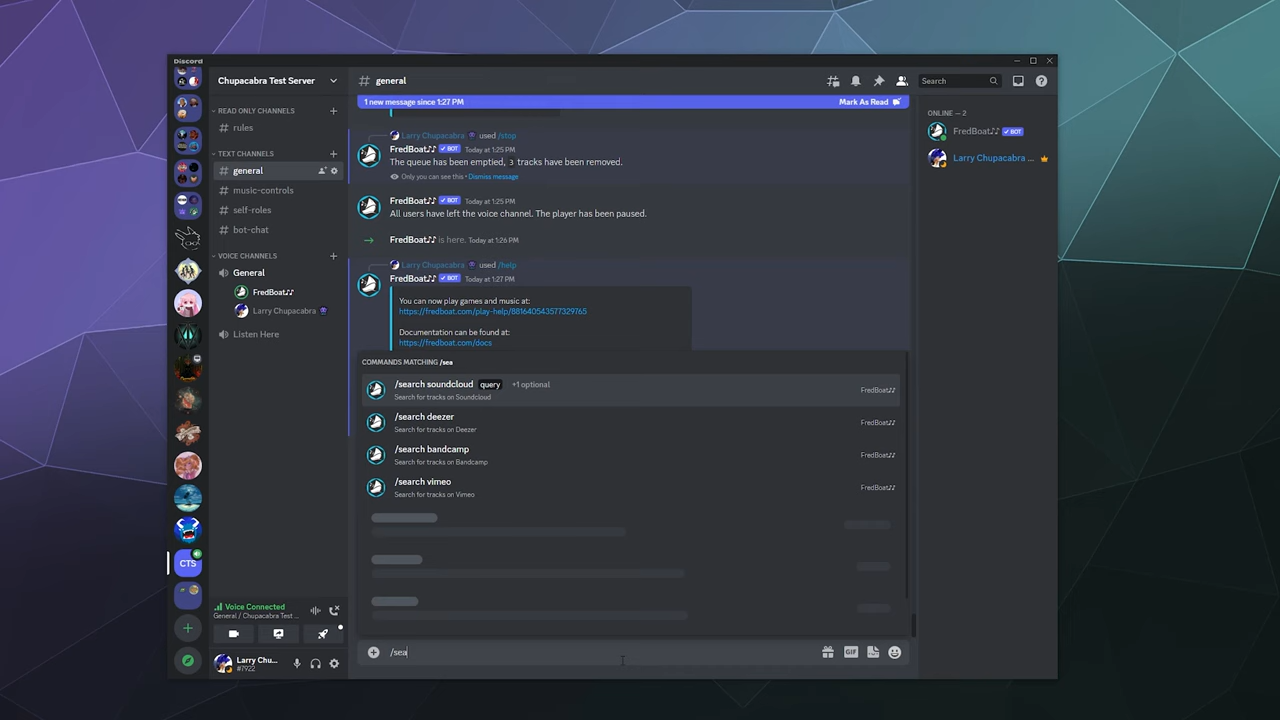 Discord
Chupacabra Test Server
general
Search
1 new message since 1:27 PM
Mark As Read
READ ONLY CHANNELS
rules
TEXT CHANNELS
general
music-controls
self-roles
bot-chat
VOICE CHANNELS
General
FredBoat♪♪
Larry Chupacabra
Listen Here
CTS
Voice Connected
General / Chupacabra Test ...
Larry Chu...
#7922
Larry Chupacabra used /stop
FredBoat♪♪ ✓ BOT Today at 1:25 PM
The queue has been emptied, 3 tracks have been removed.
Only you can see this • Dismiss message
FredBoat♪♪ ✓ BOT Today at 1:25 PM
All users have left the voice channel. The player has been paused.
FredBoat♪♪ is here. Today at 1:26 PM
Larry Chupacabra used /help
FredBoat♪♪ ✓ BOT Today at 1:27 PM
You can now play games and music at:
https://fredboat.com/play-help/881640543577329765
Documentation can be found at:
https://fredboat.com/docs
COMMANDS MATCHING /sea
/search soundcloud query +1 optional
Search for tracks on Soundcloud
FredBoat♪♪
/search deezer
Search for tracks on Deezer
FredBoat♪♪
/search bandcamp
Search for tracks on Bandcamp
FredBoat♪♪
/search vimeo
Search for tracks on Vimeo
FredBoat♪♪
/sea
GIF
ONLINE — 2
FredBoat♪♪ ✓ BOT
Larry Chupacabra ...